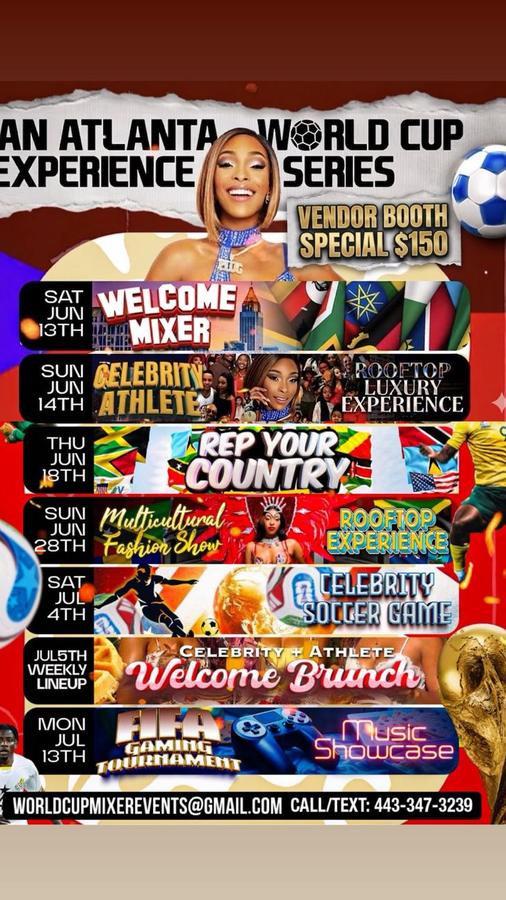 AN ATLANTA WORLD CUP
EXPERIENCE SERIES
VENDOR BOOTH
SPECIAL $150
SAT
JUN
13TH
WELCOME
MIXER
SUN
JUN
14TH
CELEBRITY
ATHLETE
ROOFTOP
LUXURY
EXPERIENCE
THU
JUN
18TH
REP YOUR
COUNTRY
SUN
JUN
28TH
Multicultural
Fashion Show
ROOFTOP
EXPERIENCE
SAT
JUL
4TH
CELEBRITY
SOCCER GAME
JUL5TH
WEEKLY
LINEUP
CELEBRITY + ATHLETE
Welcome Brunch
MON
JUL
13TH
FIFA
GAMING
TOURNAMENT
Music
Showcase
WORLDCUPMIXEREVENTS@GMAIL.COM CALL/TEXT: 443-347-3239